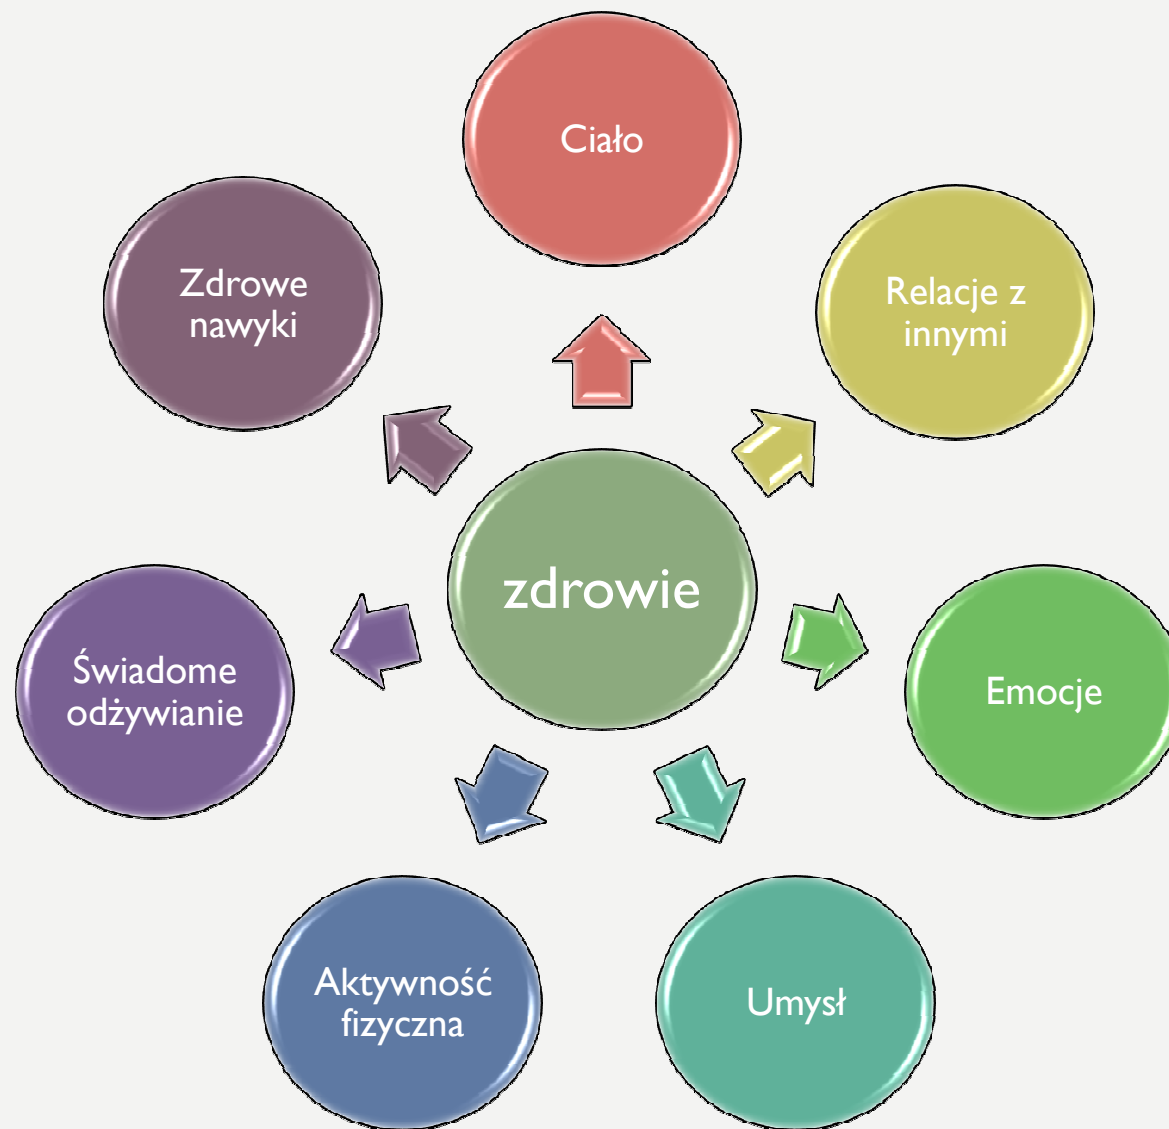 Ciało
Relacje z
innymi
Emocje
Umysł
Aktywność
fizyczna
Świadome
odżywianie
Zdrowe
nawyki
zdrowie